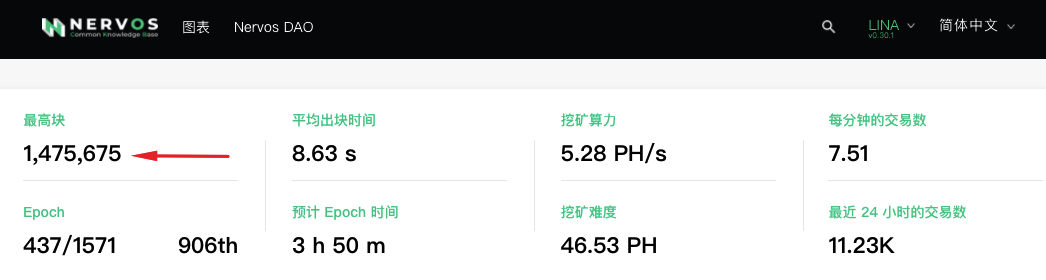 NERVOS
Common Knowledge Base
图表
Nervos DAO
LINA
v0.30.1
简体中文
最高块
平均出块时间
挖矿算力
每分钟的交易数
1,475,675
8.63 s
5.28 PH/s
7.51
Epoch
预计 Epoch 时间
挖矿难度
最近 24 小时的交易数
437/1571
906th
3 h 50 m
46.53 PH
11.23K